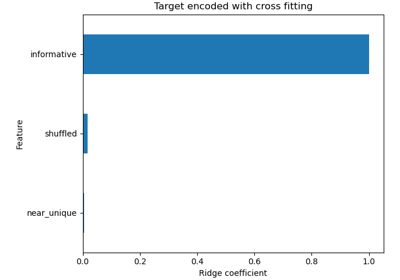 Target encoded with cross fitting
informative
shuffled
near_unique
Feature
0.0 0.2 0.4 0.6 0.8 1.0
Ridge coefficient